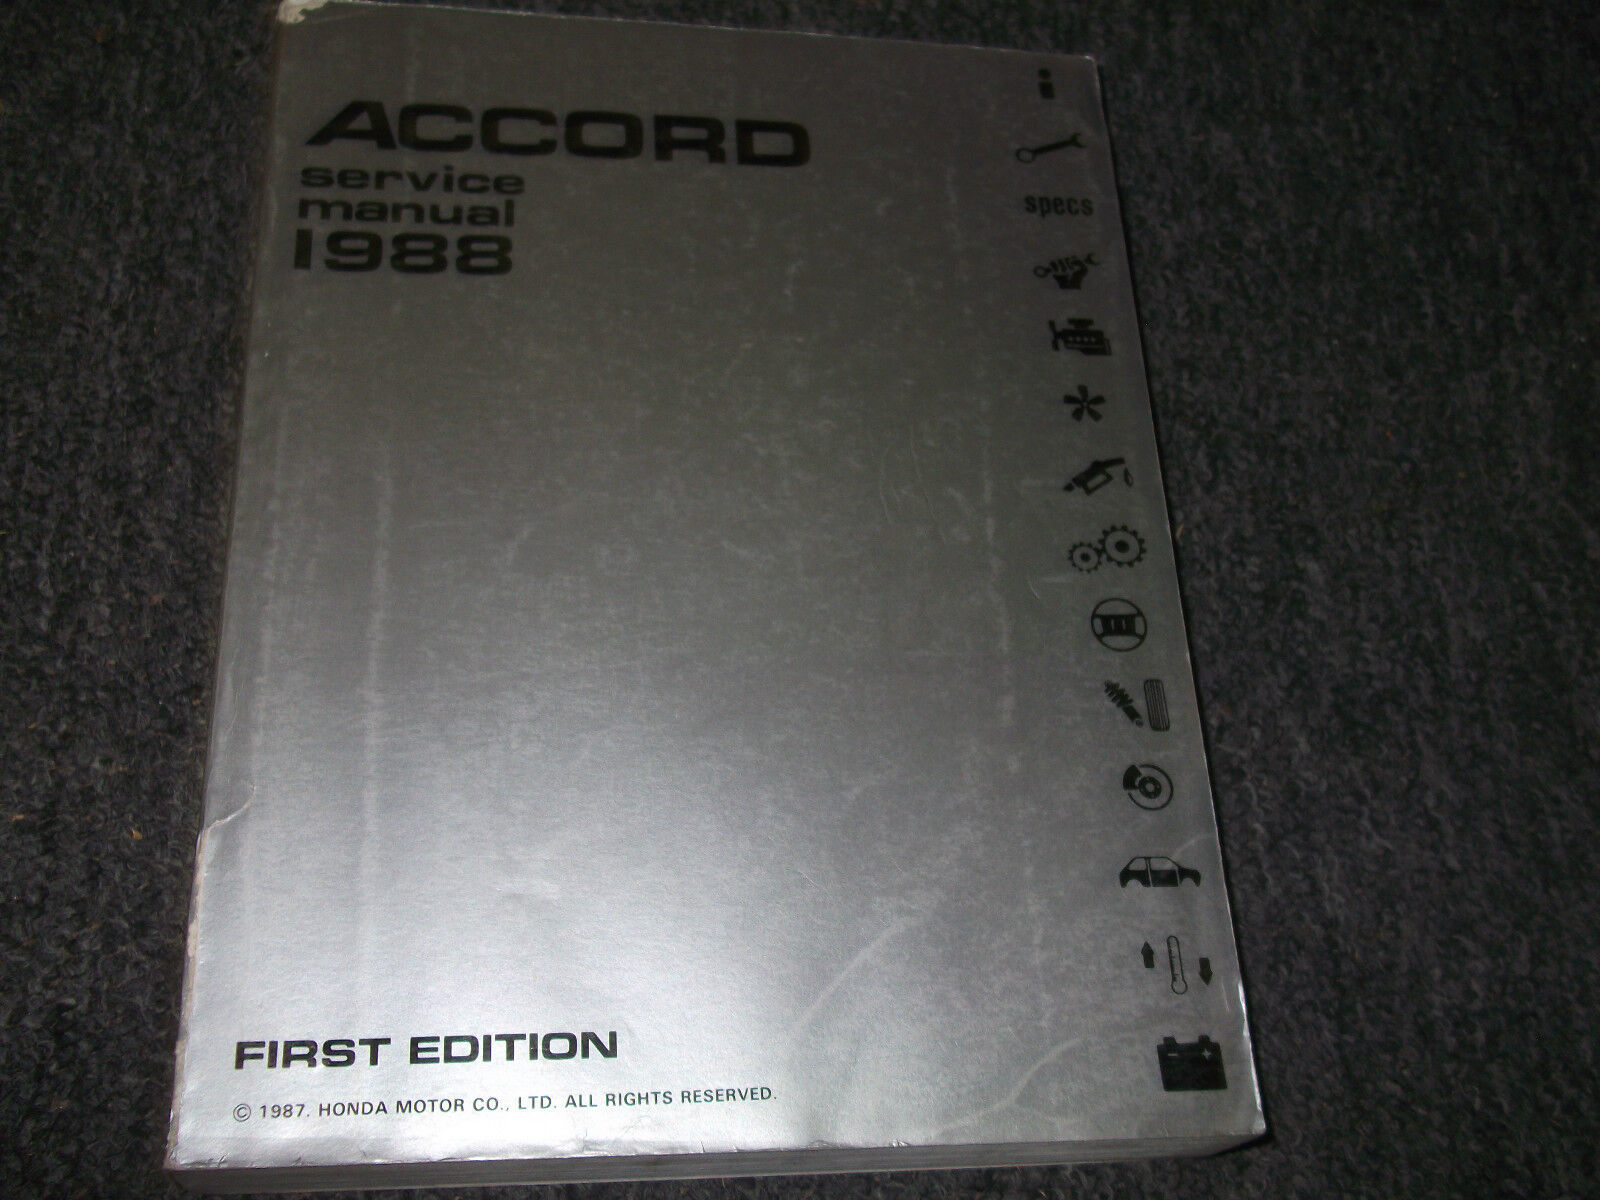 ACCORD
service
manual
1988
specs
FIRST EDITION
© 1987. HONDA MOTOR CO., LTD. ALL RIGHTS RESERVED.